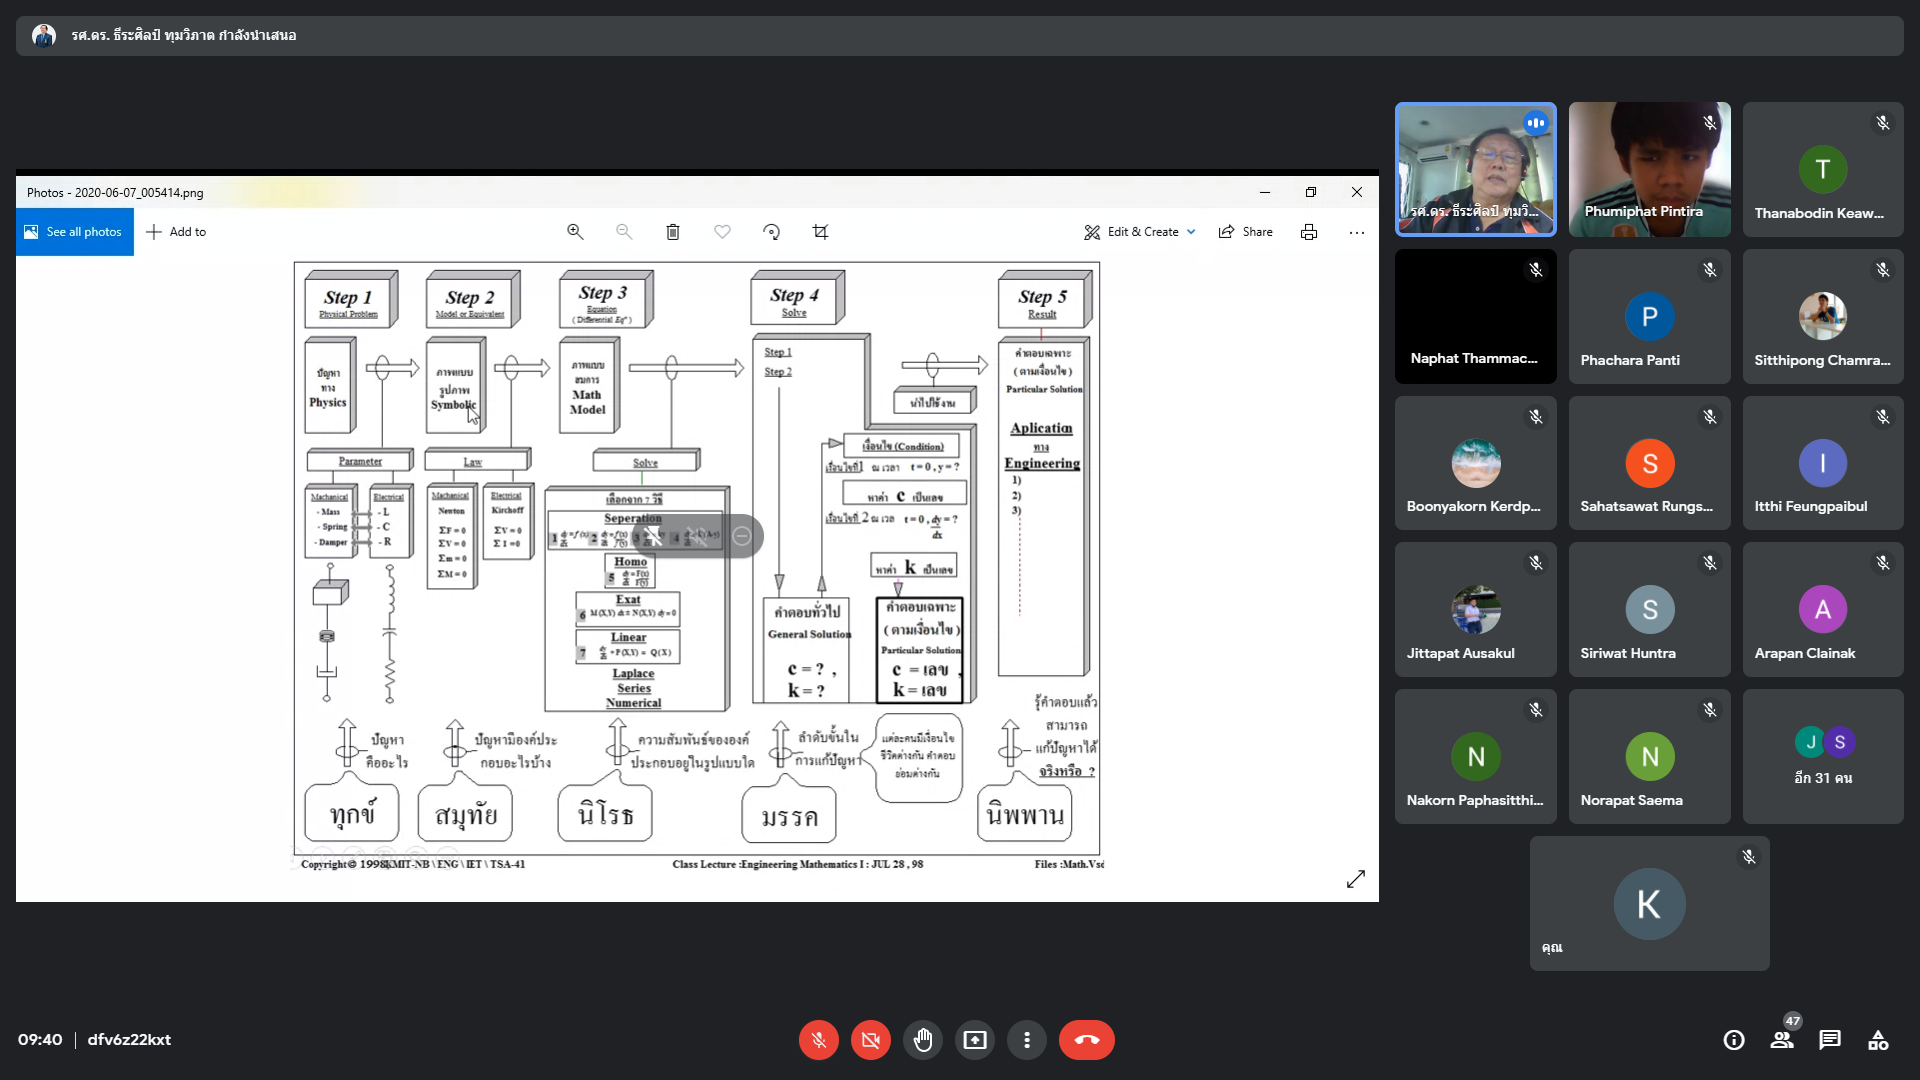 รศ.ดร. ธีระศิลป์ ทุมวิภาต กำลังนำเสนอ
Photos - 2020-06-07_005414.png
See all photos
Add to
Edit & Create
Share
Step 1
Physical Problem
Step 2
Model or Equivalent
Step 3
Equation
( Differential Eqⁿ )
Step 4
Solve
Step 5
Result
ปัญหา
ทาง
Physics
ภาพแบบ
รูปภาพ
Symbolic
ภาพแบบ
สมการ
Math
Model
Step 1
Step 2
นำไปใช้งาน
คำตอบเฉพาะ
( ตามเงื่อนไข )
Particular Solution
Aplication
ทาง
Engineering
1)
2)
3)
Parameter
Machanical
- Mass
- Spring
- Damper
Electrical
- L
- C
- R
Law
Machanical
Newton
ΣF = 0
ΣV = 0
Σm = 0
ΣM = 0
Electrical
Kirchoff
ΣV = 0
Σ I = 0
Solve
เลือกจาก 7 วิธี
Seperation
1
2
3
4
Homo
5
Exat
6 M(X,Y) dx = N(X,Y) dy = 0
Linear
7 dy/dx + P(X,Y) = Q(X)
Laplace
Series
Numerical
เงื่อนไข (Condition)
เงื่อนไขที่1 ณ เวลา t = 0 , y = ?
หาค่า c เป็นเลข
เงื่อนไขที่ 2 ณ เวลา t = 0 , dy/dx = ?
หาค่า k เป็นเลข
คำตอบทั่วไป
General Solution
c = ? ,
k = ?
คำตอบเฉพาะ
( ตามเงื่อนไข )
Particular Solution
c = เลข ,
k = เลข
ปัญหา
คืออะไร
ปัญหามีองค์ประ
กอบอะไรบ้าง
ความสัมพันธ์ขององค์
ประกอบอยู่ในรูปแบบใด
ลำดับขั้นใน
การแก้ปัญหา
แต่ละคนมีเงื่อนไข
ชีวิตต่างกัน คำตอบ
ย่อมต่างกัน
รู้คำตอบแล้ว
สามารถ
แก้ปัญหาได้
จริงหรือ ?
ทุกข์
สมุทัย
นิโรธ
มรรค
นิพพาน
Copyright@ 1998KMIT-NB \ ENG \ IET \ TSA-41
Class Lecture :Engineering Mathematics I : JUL 28 , 98
Files :Math.Vsd
รศ.ดร. ธีระศิลป์ ทุมวิ...
Phumiphat Pintira
T
Thanabodin Keaw...
Naphat Thammac...
P
Phachara Panti
Sitthipong Chamra...
Boonyakorn Kerdp...
S
Sahatsawat Rungs...
I
Itthi Feungpaibul
Jittapat Ausakul
S
Siriwat Huntra
A
Arapan Clainak
N
Nakorn Paphasitthi...
N
Norapat Saema
J S
อีก 31 คน
K
คุณ
09:40 | dfv6z22kxt
47